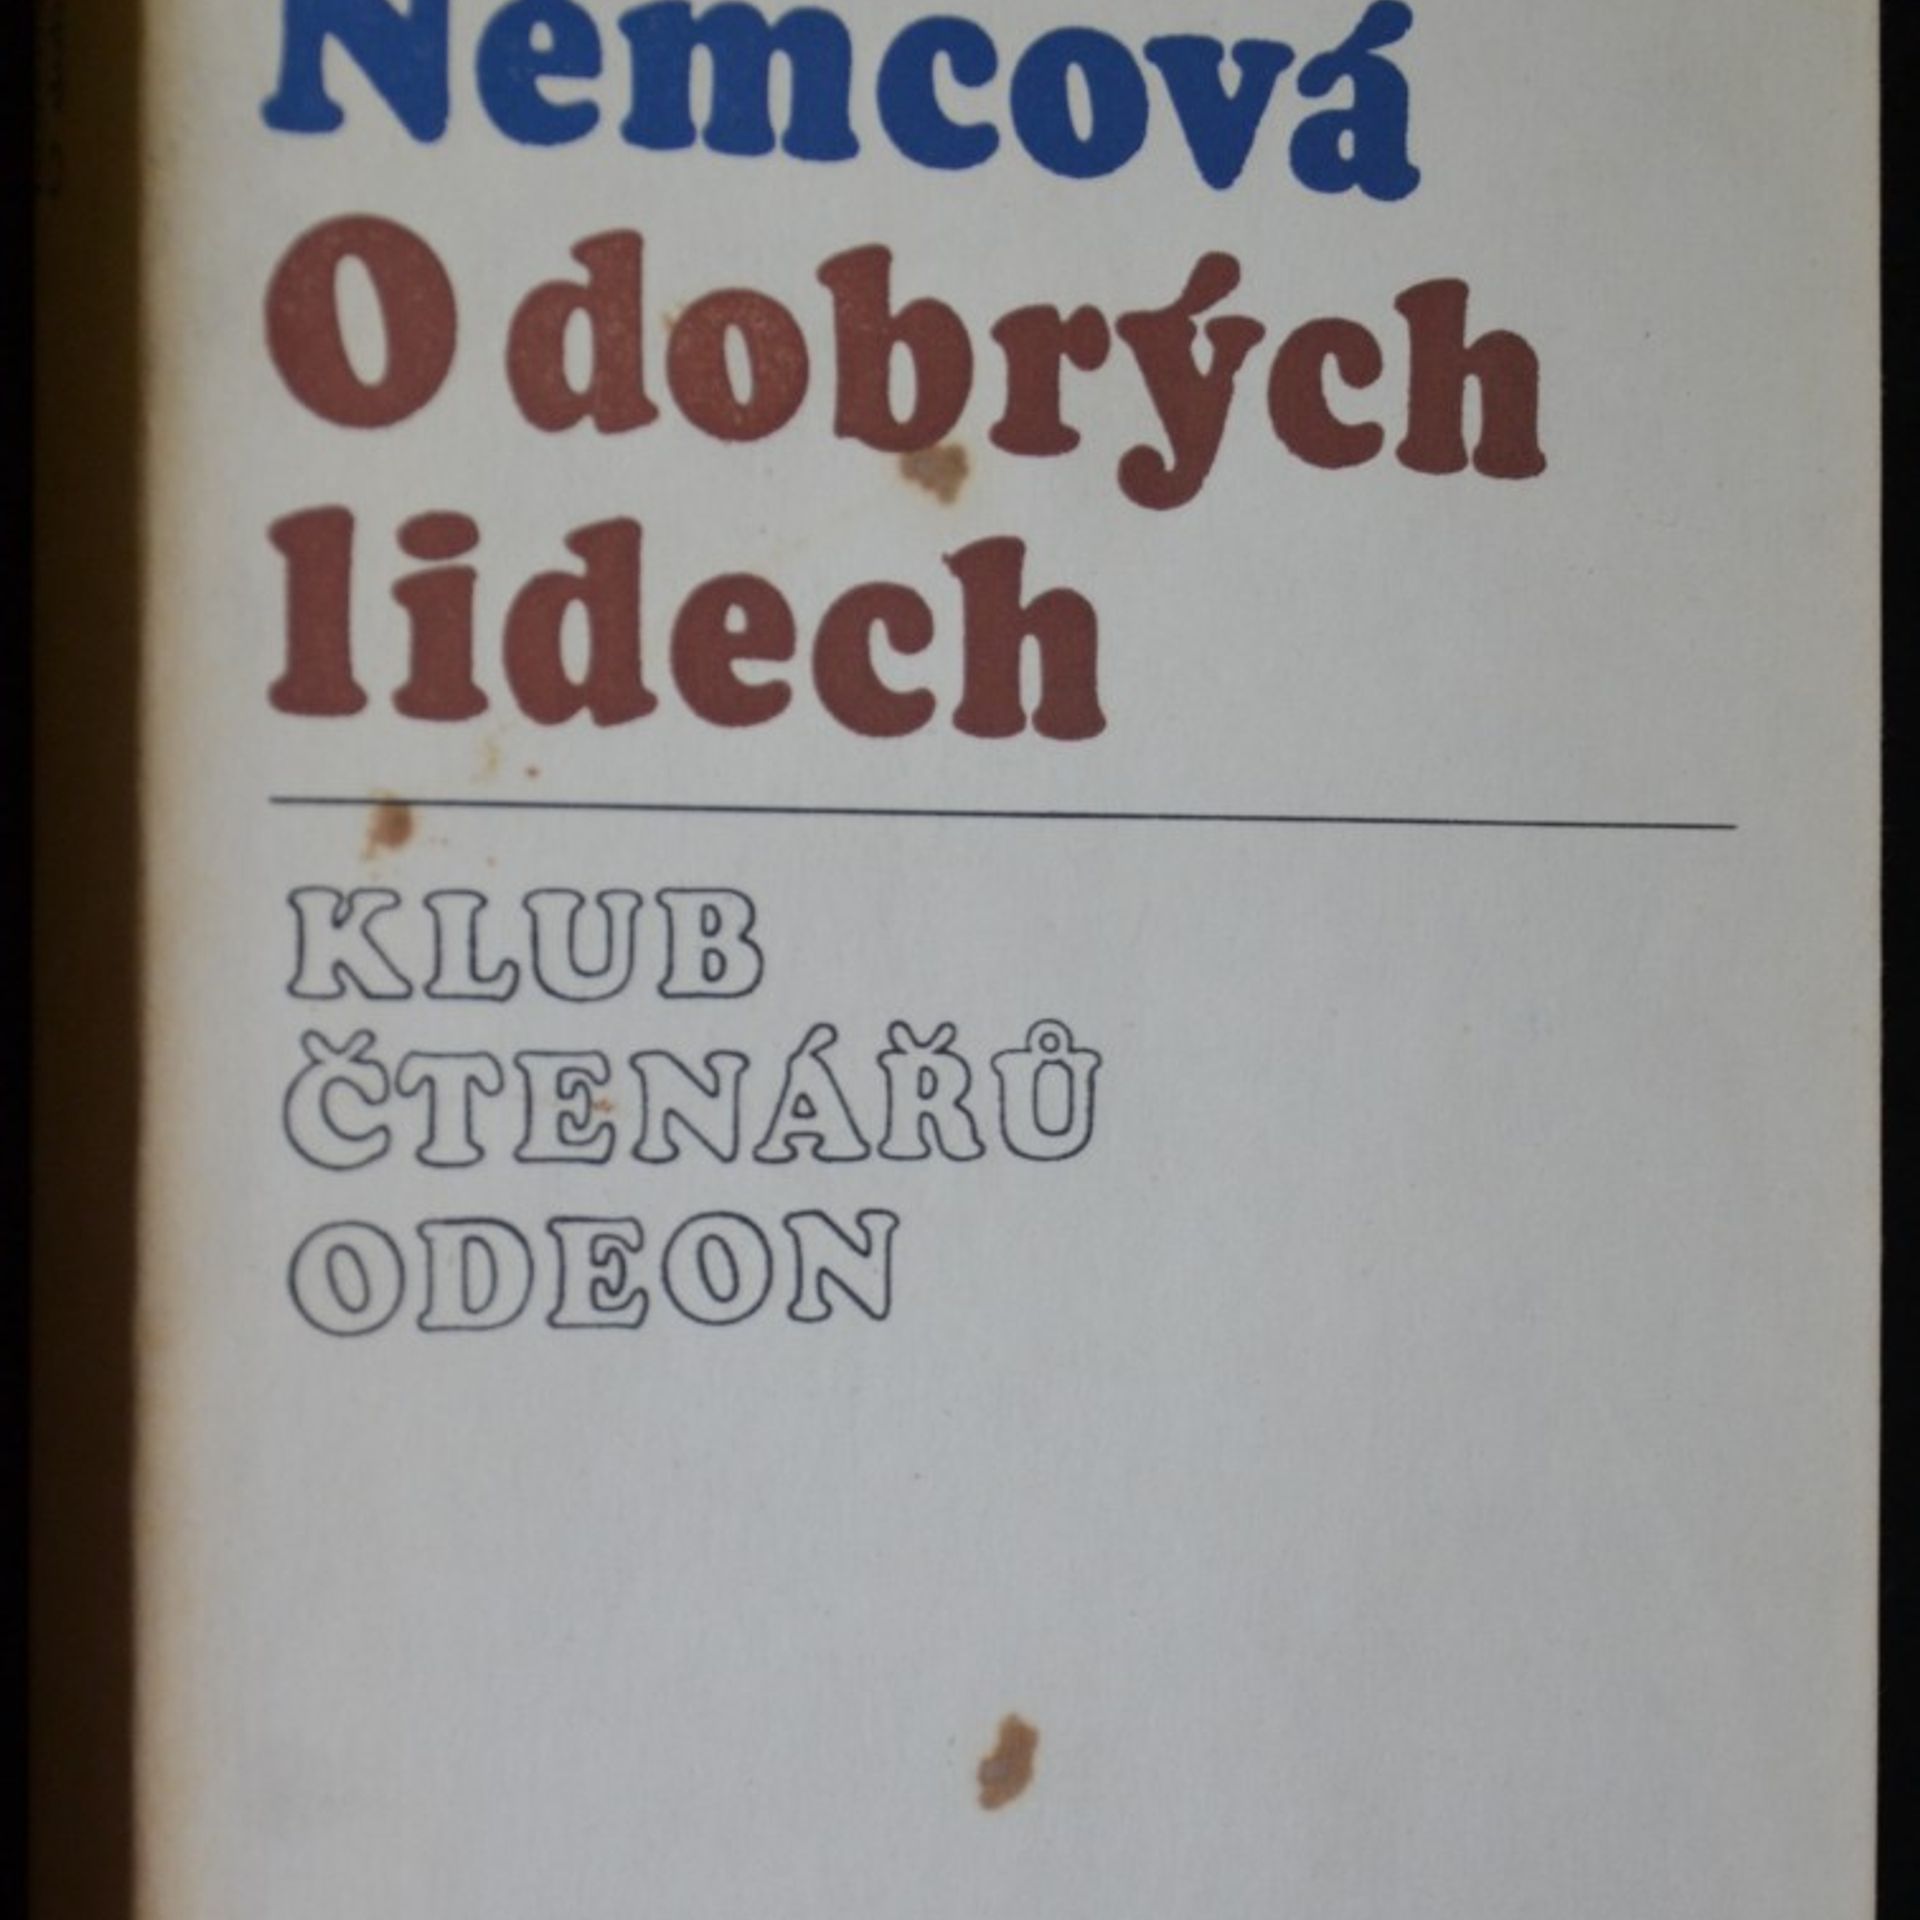 Němcová
O dobrých
lidech
KLUB
ČTENÁŘŮ
ODEON